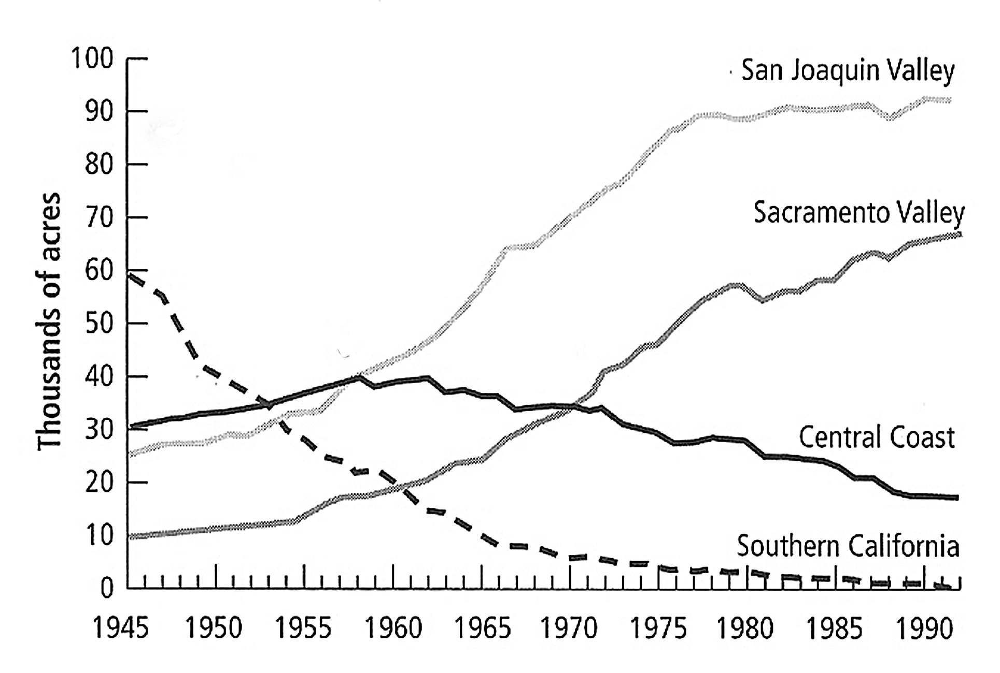 100
San Joaquin Valley
90
80
Sacramento Valley
70
Thousands of acres
60
50
40
30
Central Coast
20
10
Southern California
0
1945 1950 1955 1960 1965 1970 1975 1980 1985 1990